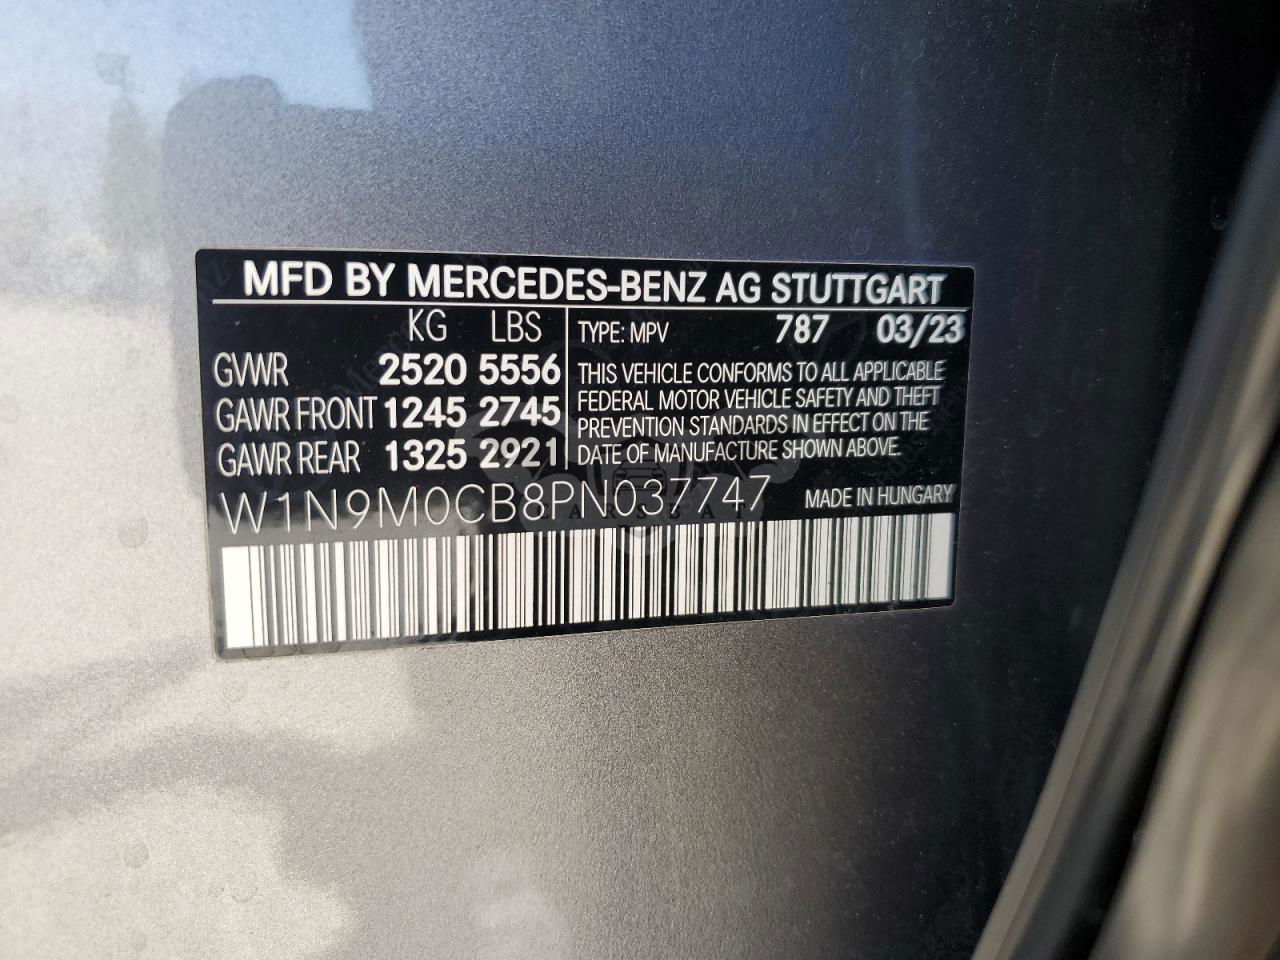 MFD BY MERCEDES-BENZ AG STUTTGART
KG LBS
GVWR 2520 5556
GAWR FRONT 1245 2745
GAWR REAR 1325 2921
TYPE: MPV 787 03/23
THIS VEHICLE CONFORMS TO ALL APPLICABLE
FEDERAL MOTOR VEHICLE SAFETY AND THEFT
PREVENTION STANDARDS IN EFFECT ON THE
DATE OF MANUFACTURE SHOWN ABOVE.
W1N9M0CB8PN037747 MADE IN HUNGARY